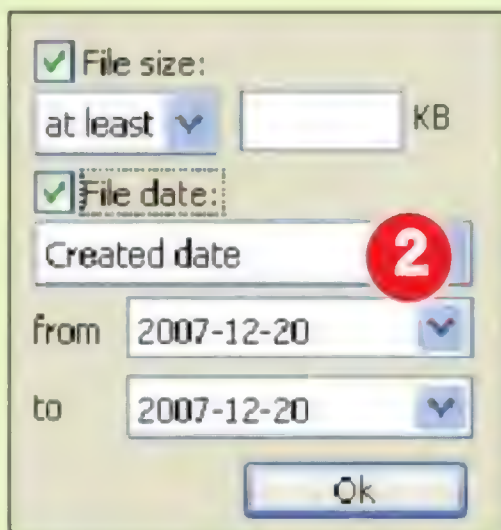 File size:
at least KB
File date:
Created date 2
from 2007-12-20
to 2007-12-20
Ok